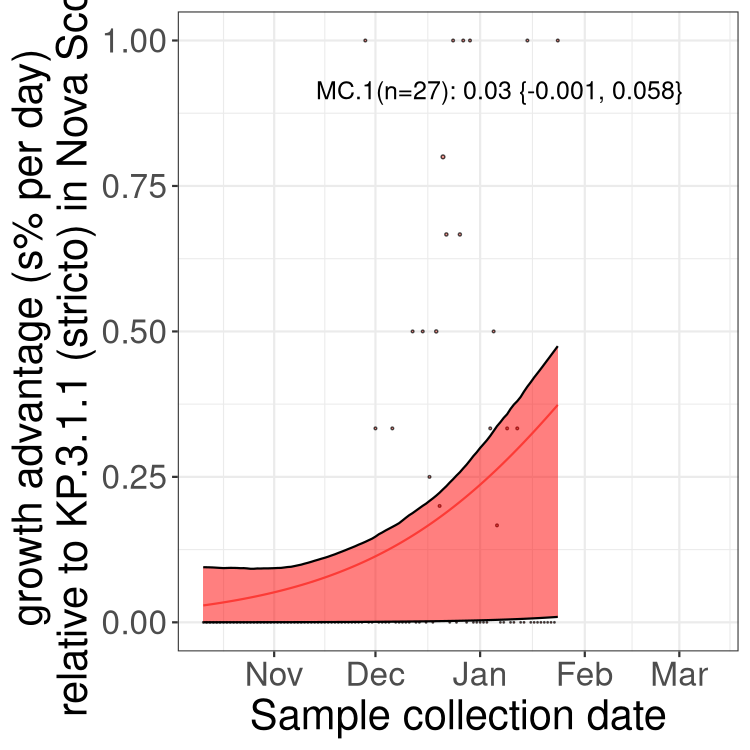 growth advantage (s% per day)
relative to KP.3.1.1 (stricto) in Nova Sco
1.00
0.75
0.50
0.25
0.00
MC.1(n=27): 0.03 {-0.001, 0.058}
Nov Dec Jan Feb Mar
Sample collection date